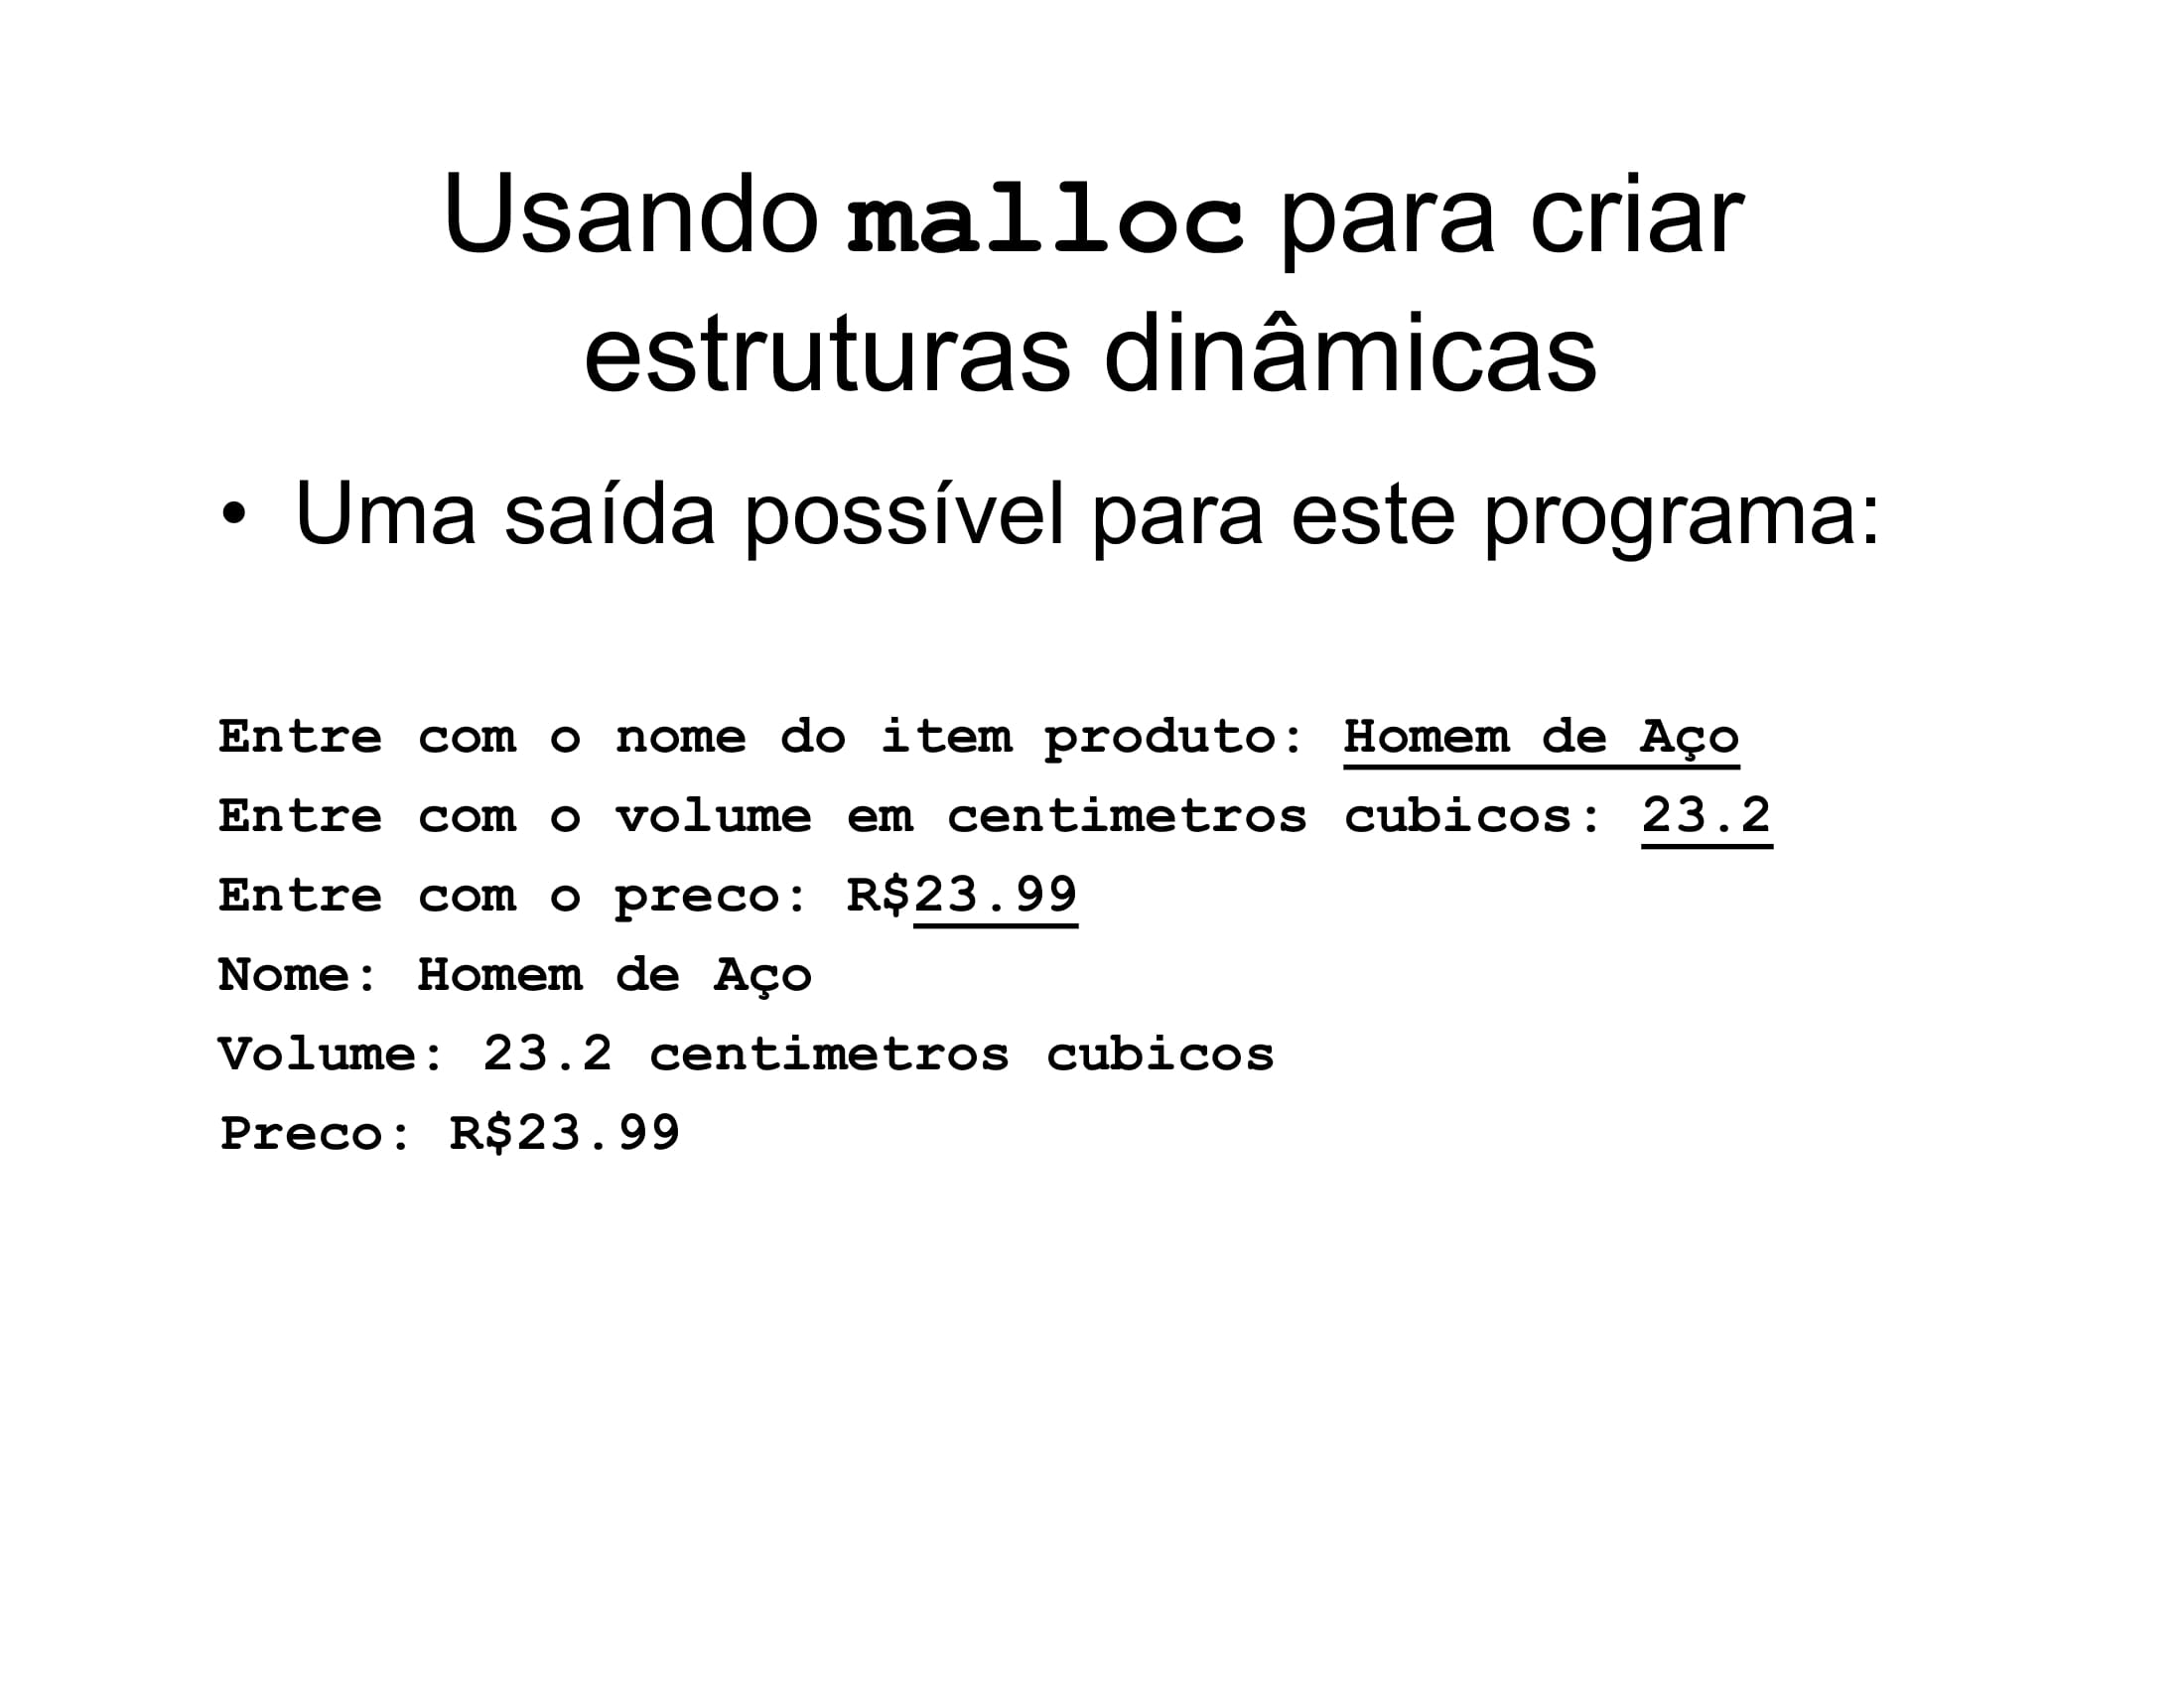 Usando malloc para criar
estruturas dinâmicas
• Uma saída possível para este programa:
Entre com o nome do item produto: Homem de Aço
Entre com o volume em centimetros cubicos: 23.2
Entre com o preco: R$23.99
Nome: Homem de Aço
Volume: 23.2 centimetros cubicos
Preco: R$23.99